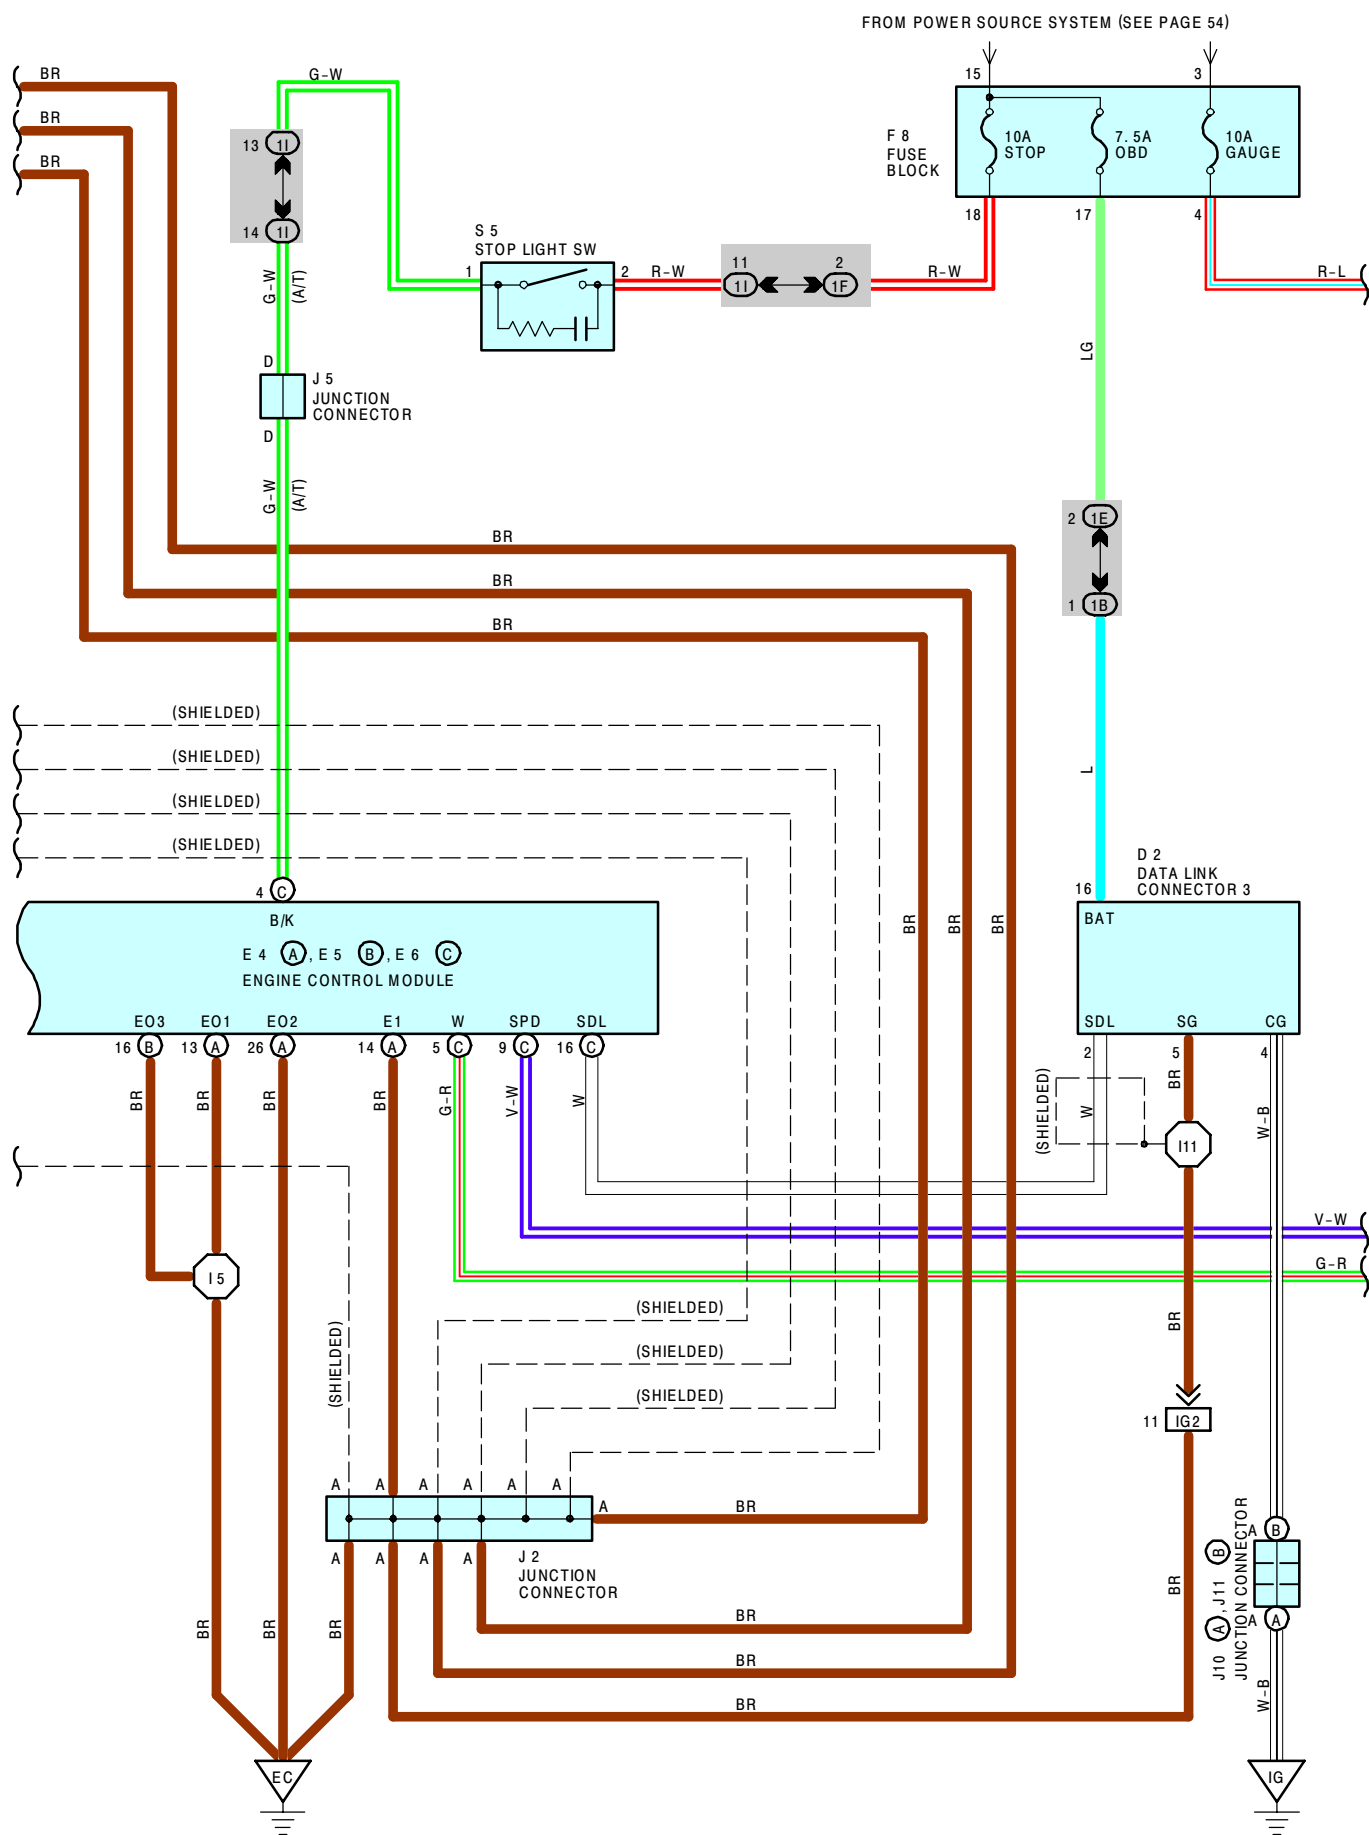 FROM POWER SOURCE SYSTEM (SEE PAGE 54)
BR
G-W
15
3
BR
13 1I
F 8
FUSE
BLOCK
10A
STOP
7. 5A
OBD
10A
GAUGE
BR
14 1I
18
17
4
S 5
STOP LIGHT SW
1
2
R-W
11
1I
2
1F
R-W
R-L
G-W
(A/T)
LG
D
J 5
JUNCTION
CONNECTOR
D
G-W
(A/T)
2 1E
BR
BR
1 1B
BR
(SHIELDED)
(SHIELDED)
L
(SHIELDED)
(SHIELDED)
D 2
DATA LINK
CONNECTOR 3
4 C
16
B/K
BAT
BR
BR
BR
E 4 A , E 5 B , E 6 C
ENGINE CONTROL MODULE
EO3
EO1
EO2
E1
W
SPD
SDL
SDL
SG
CG
16 B
13 A
26 A
14 A
5 C
9 C
16 C
2
5
4
BR
BR
BR
BR
G-R
V-W
W
(SHIELDED)
W
BR
W-B
I11
V-W
I 5
G-R
(SHIELDED)
BR
(SHIELDED)
(SHIELDED)
(SHIELDED)
11 IG2
A
A
A
A
A
A
A
BR
A B
A
A
A
A
J 2
JUNCTION
CONNECTOR
J10 A , J11 B
JUNCTION CONNECTOR
BR
A A
BR
BR
BR
BR
BR
W-B
BR
EC
IG